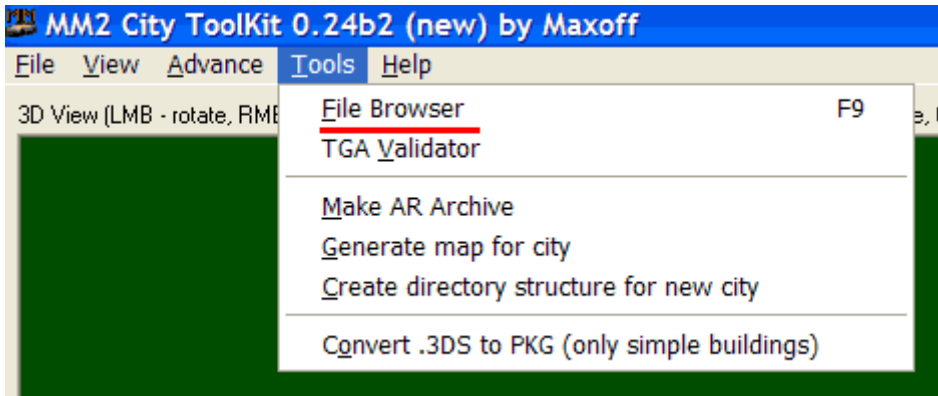 MM2 City ToolKit 0.24b2 (new) by Maxoff
File View Advance Tools Help
3D View (LMB - rotate, RME
File Browser F9
TGA Validator
Make AR Archive
Generate map for city
Create directory structure for new city
Convert .3DS to PKG (only simple buildings)